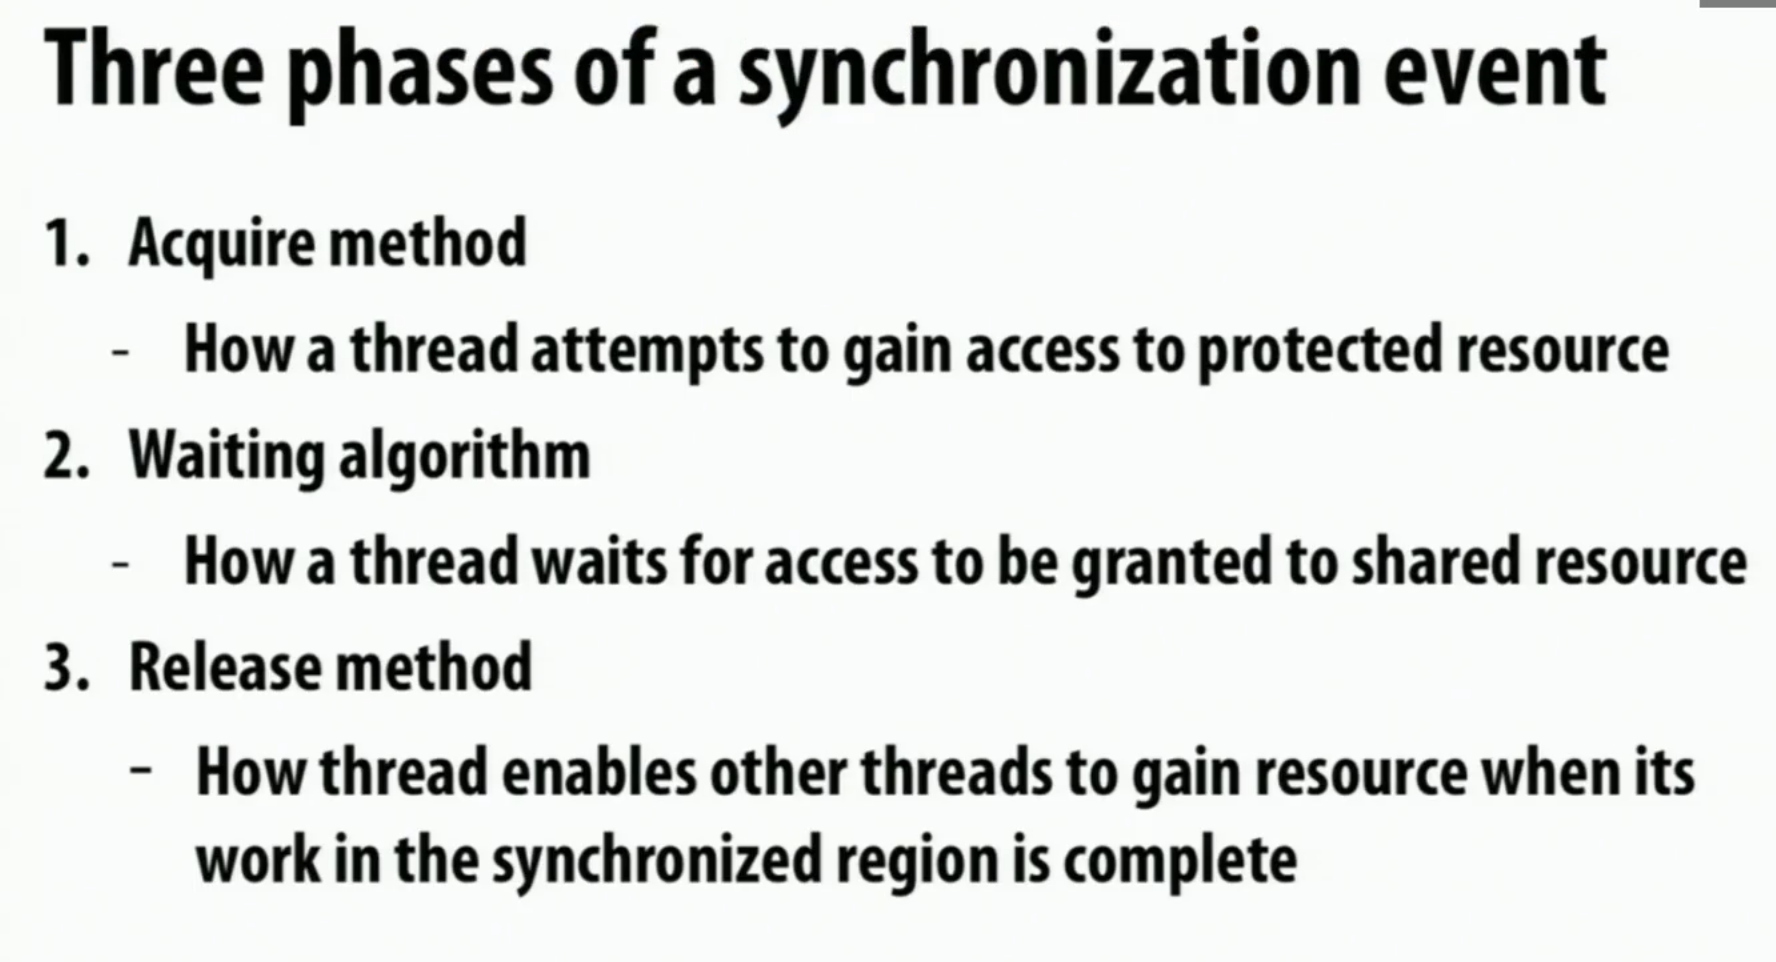 Three phases of a synchronization event
1. Acquire method
- How a thread attempts to gain access to protected resource
2. Waiting algorithm
- How a thread waits for access to be granted to shared resource
3. Release method
- How thread enables other threads to gain resource when its
work in the synchronized region is complete